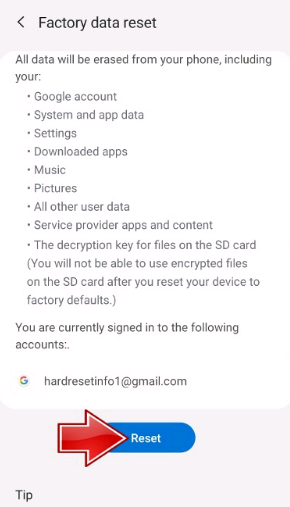 Factory data reset
All data will be erased from your phone, including
your:
• Google account
• System and app data
• Settings
• Downloaded apps
• Music
• Pictures
• All other user data
• Service provider apps and content
• The decryption key for files on the SD card
(You will not be able to use encrypted files
on the SD card after you reset your device to
factory defaults.)
You are currently signed in to the following
accounts:.
hardresetinfo1@gmail.com
Reset
Tip